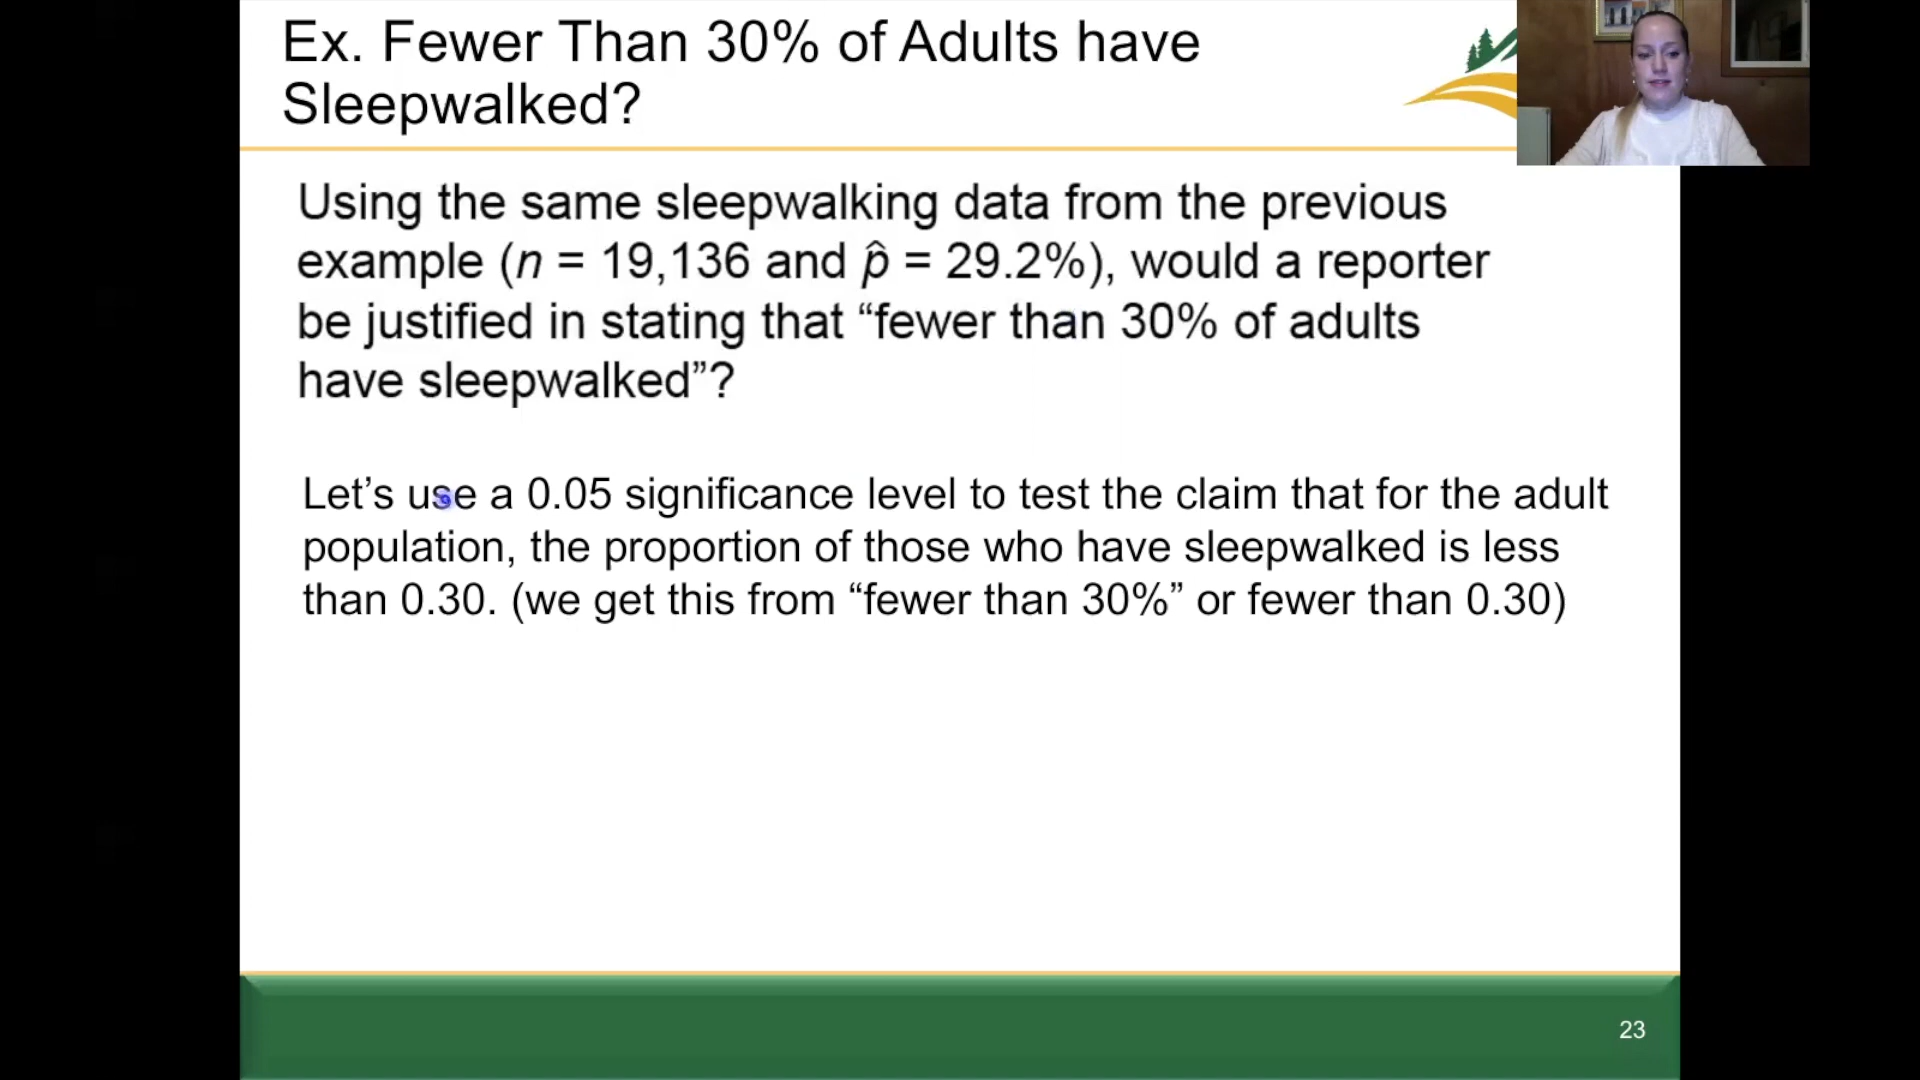 Ex. Fewer Than 30% of Adults have
Sleepwalked?
Using the same sleepwalking data from the previous
example (n = 19,136 and p̂ = 29.2%), would a reporter
be justified in stating that “fewer than 30% of adults
have sleepwalked”?
Let’s use a 0.05 significance level to test the claim that for the adult
population, the proportion of those who have sleepwalked is less
than 0.30. (we get this from “fewer than 30%” or fewer than 0.30)
23